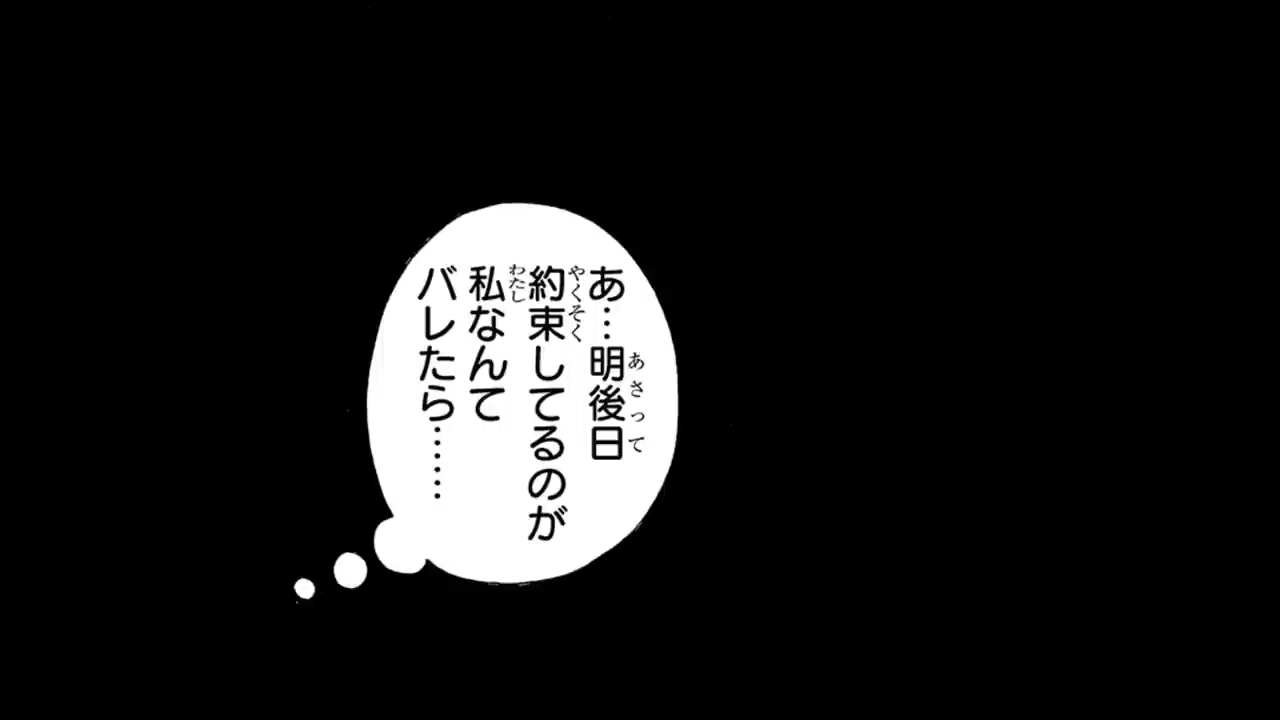 あ…明後日
約束してるのが
私なんて
バレたら……